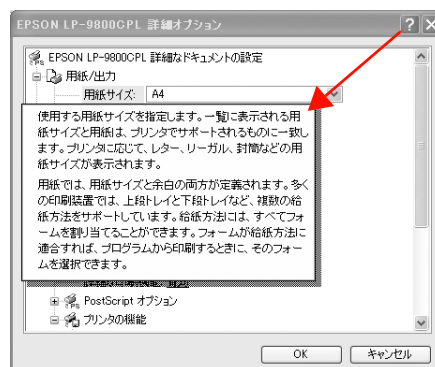 EPSON LP-9800CPL 詳細オプション
EPSON LP-9800CPL 詳細なドキュメントの設定
用紙/出力
用紙サイズ: A4
使用する用紙サイズを指定します。一覧に表示される用
紙サイズと用紙は、プリンタでサポートされるものに一致し
ます。プリンタに応じて、レター、リーガル、封筒などの用
紙サイズが表示されます。
用紙では、用紙サイズと余白の両方が定義されます。多く
の印刷装置では、上段トレイと下段トレイなど、複数の給
紙方法をサポートしています。給紙方法には、すべてフォ
ームを割り当てることができます。フォームが給紙方法に
適合すれば、プログラムから印刷するときに、そのフォー
ムを選択できます。
PostScript オプション
プリンタの機能
OK キャンセル